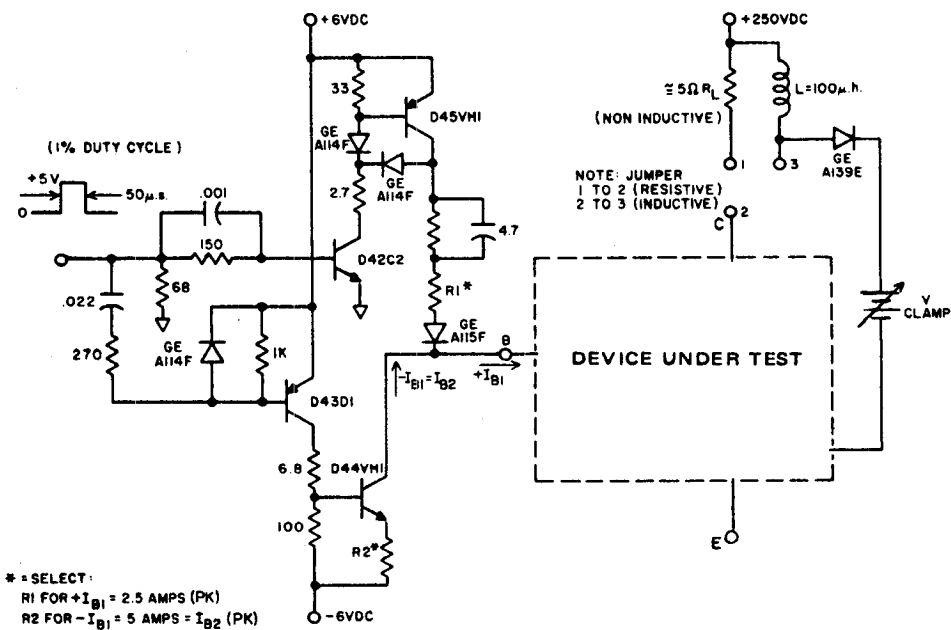 +6VDC
+250VDC
33
D45VH1
≅5Ω RL
(NON INDUCTIVE)
L=100μ.h.
(1% DUTY CYCLE)
GE
A114F
GE
A114F
1
3
GE
A139E
+5V
0
50μ.s.
.001
2.7
NOTE: JUMPER
1 TO 2 (RESISTIVE)
2 TO 3 (INDUCTIVE)
C
2
4.7
150
D42C2
68
R1*
.022
V
CLAMP
GE
A115F
270
GE
A114F
1K
B
-IB1=IB2
+IB1
DEVICE UNDER TEST
D43D1
6.8
D44VH1
100
R2*
E
* = SELECT:
R1 FOR +IB1 = 2.5 AMPS (PK)
R2 FOR -IB1 = 5 AMPS = IB2 (PK)
-6VDC